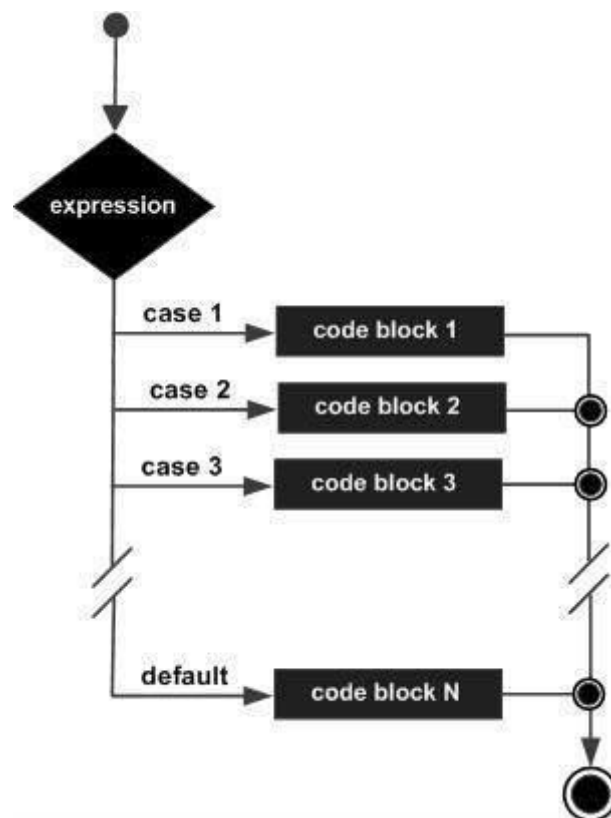 expression
case 1
code block 1
case 2
code block 2
case 3
code block 3
default
code block N